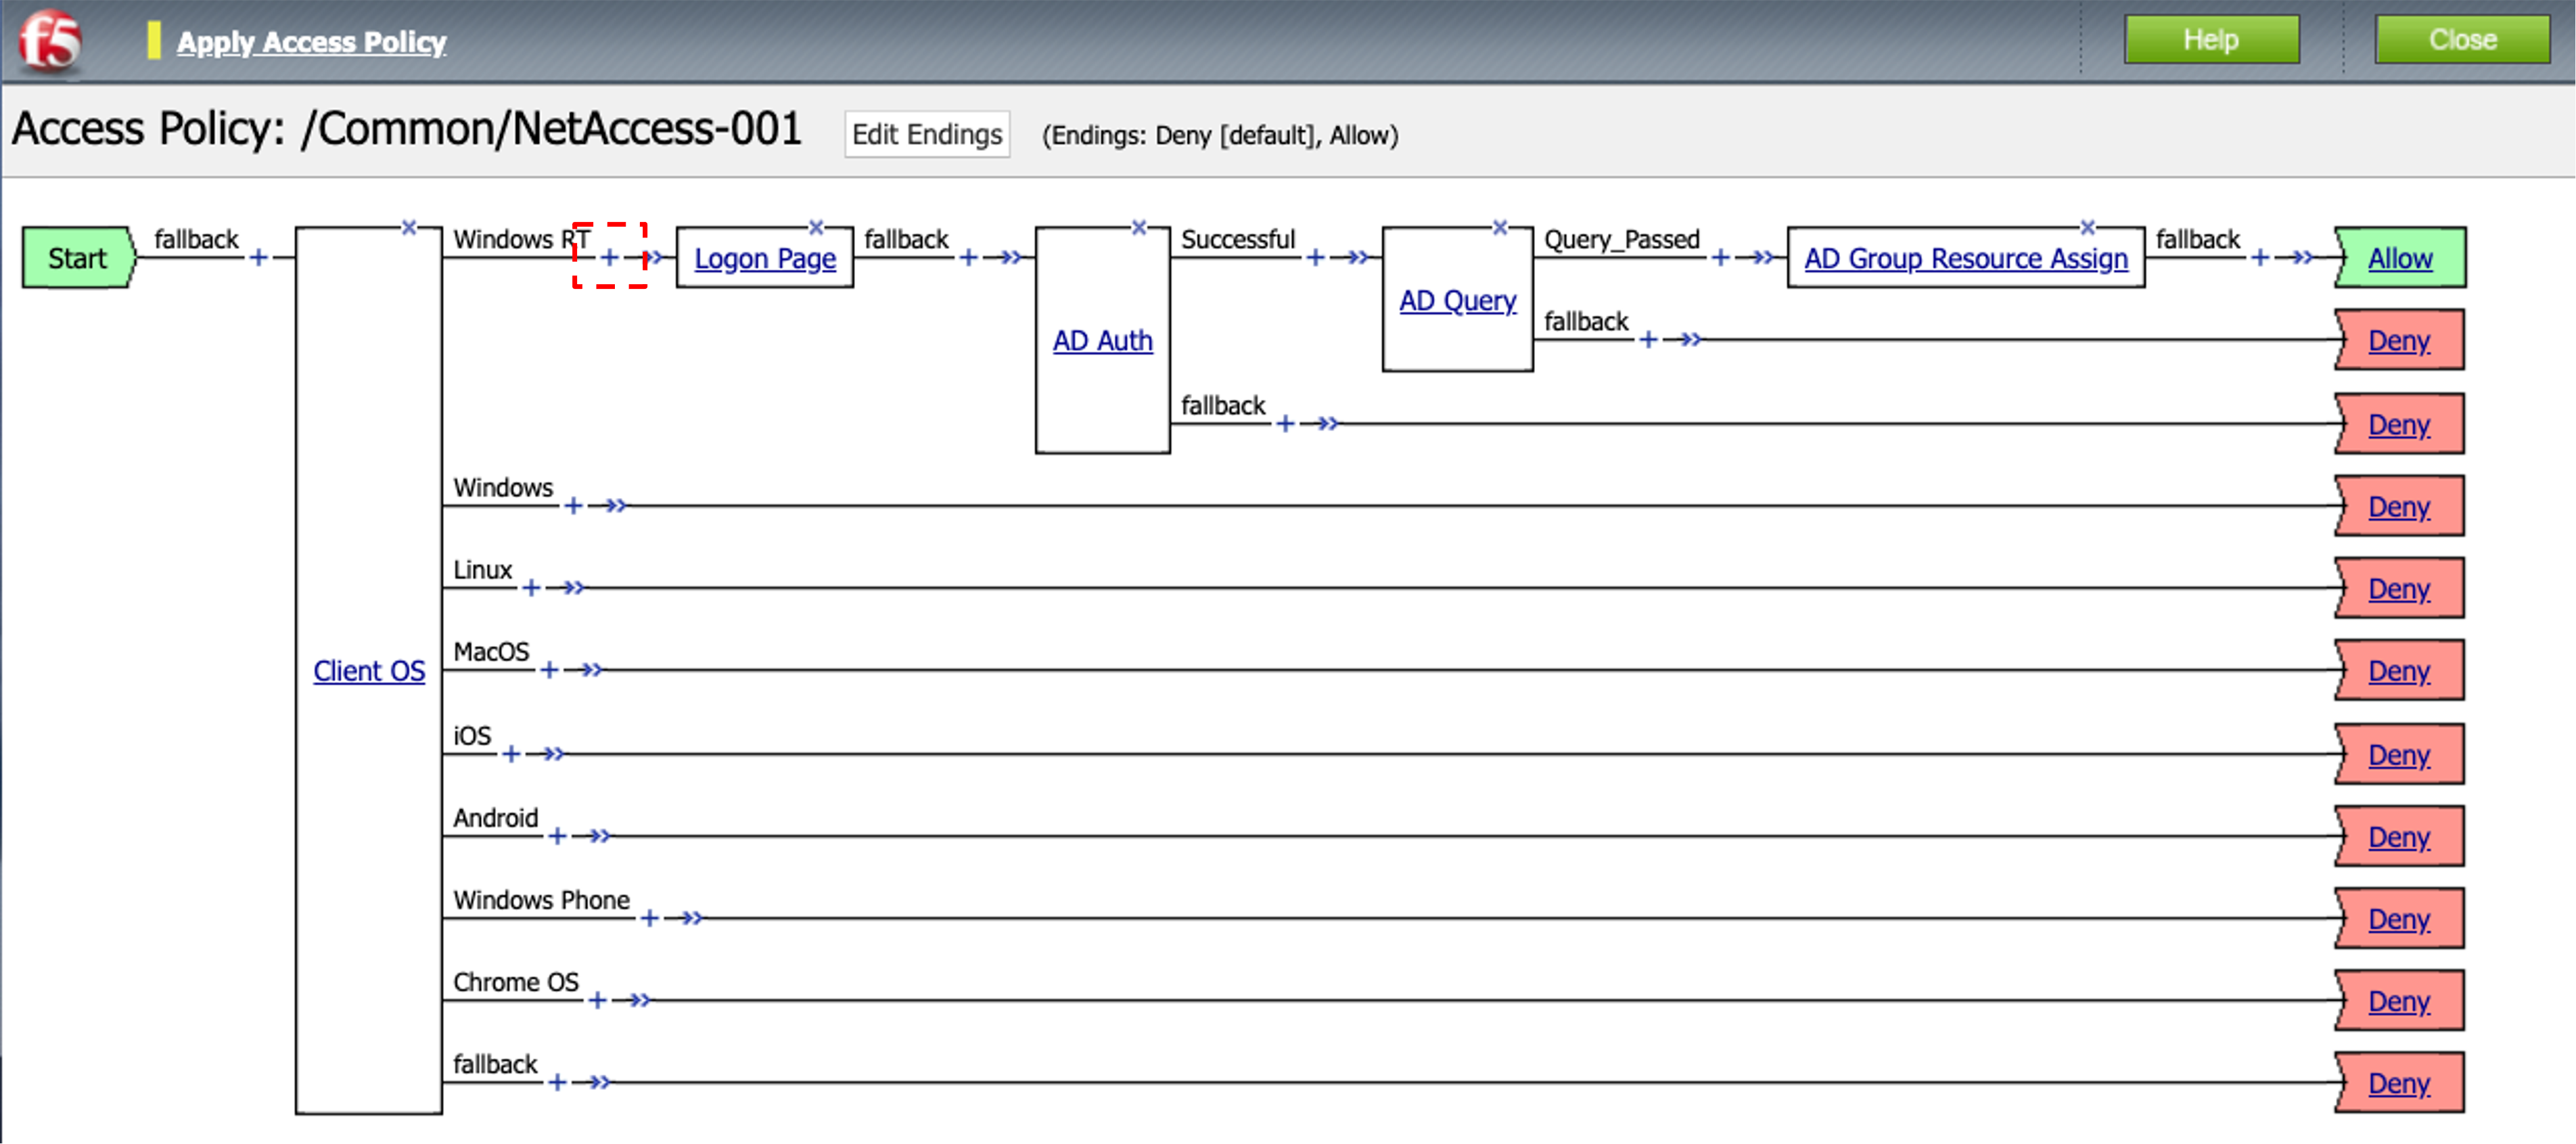 f5 Apply Access Policy Help Close
Access Policy: /Common/NetAccess-001 Edit Endings (Endings: Deny [default], Allow)
Start fallback Windows RT Logon Page fallback Successful Query_Passed AD Group Resource Assign fallback Allow
AD Query
fallback Deny
AD Auth
fallback Deny
Windows Deny
Linux Deny
MacOS Deny
Client OS
iOS Deny
Android Deny
Windows Phone Deny
Chrome OS Deny
fallback Deny